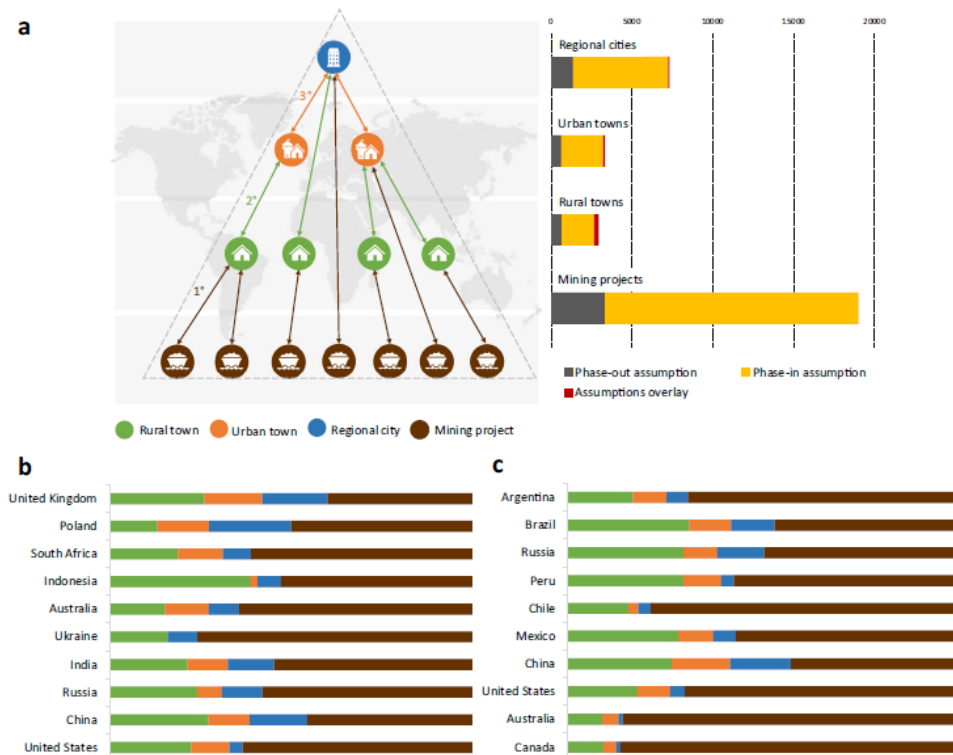 a
0 5000 10000 15000 20000
Regional cities
3°
Urban towns
2°
Rural towns
1°
Mining projects
Phase-out assumption Phase-in assumption
Assumptions overlay
Rural town Urban town Regional city Mining project
b
United Kingdom
Poland
South Africa
Indonesia
Australia
Ukraine
India
Russia
China
United States
c
Argentina
Brazil
Russia
Peru
Chile
Mexico
China
United States
Australia
Canada